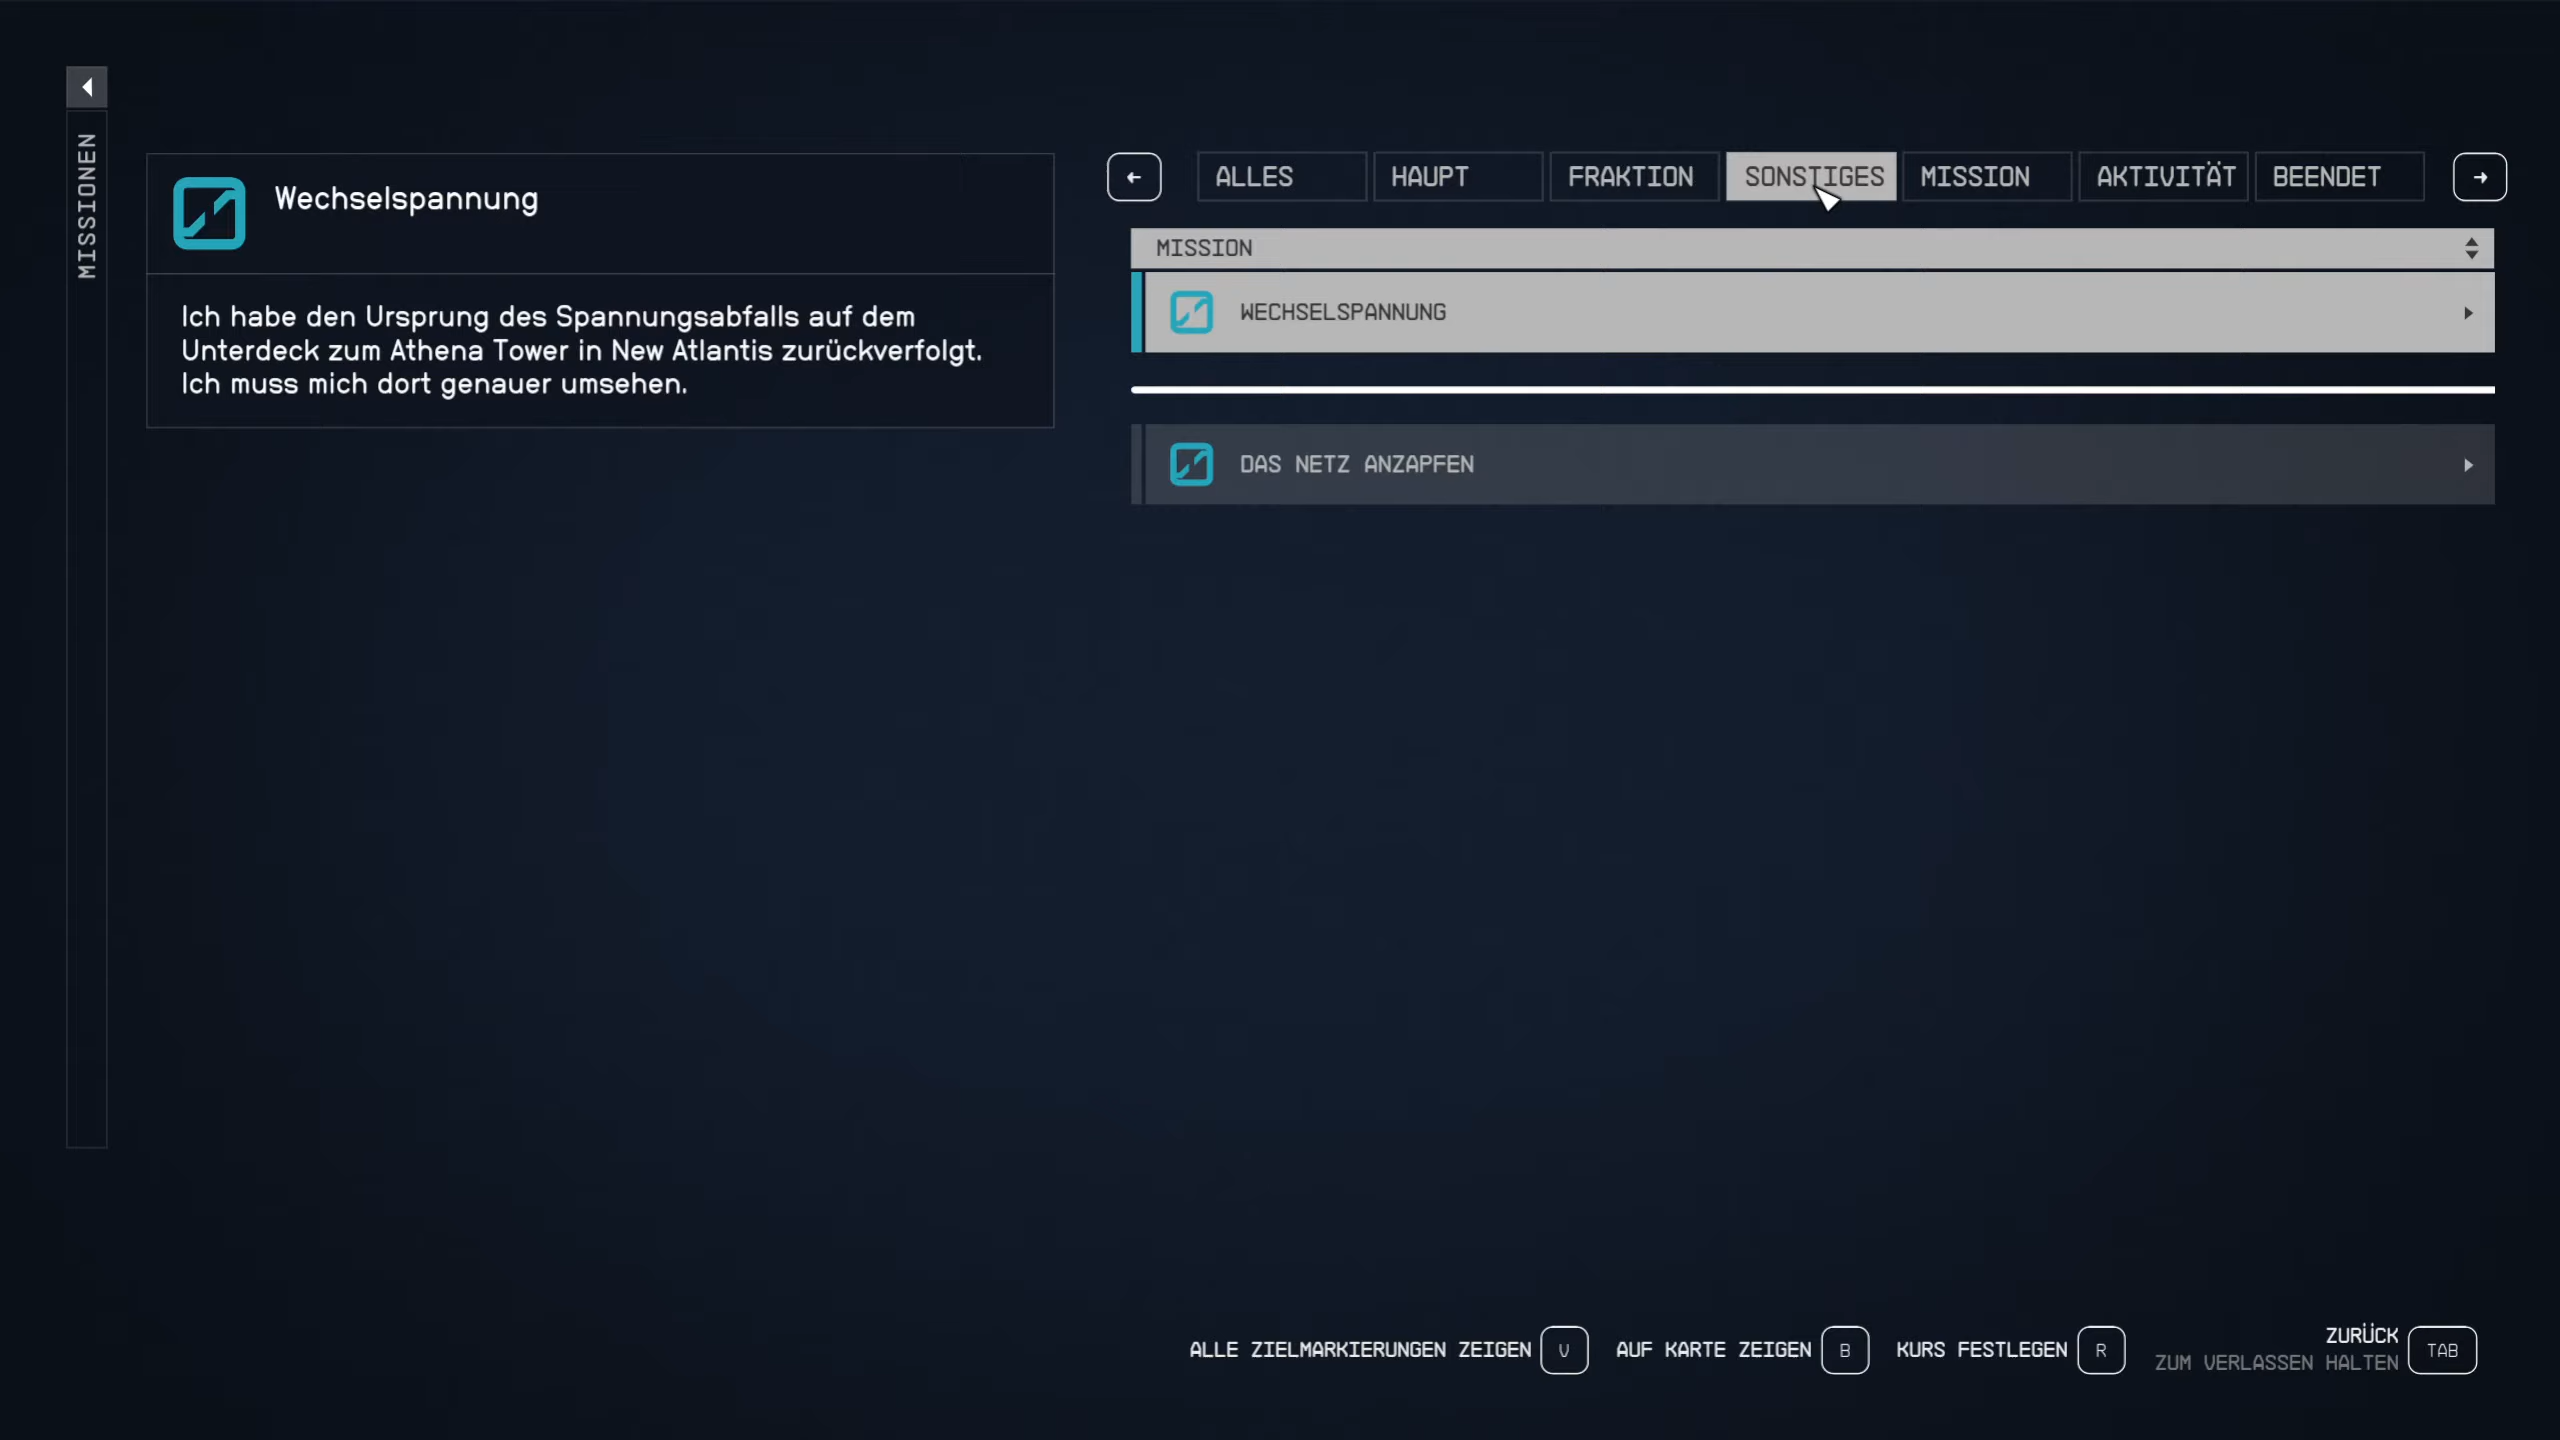 MISSIONEN
Wechselspannung
Ich habe den Ursprung des Spannungsabfalls auf dem
Unterdeck zum Athena Tower in New Atlantis zurückverfolgt.
Ich muss mich dort genauer umsehen.
ALLES HAUPT FRAKTION SONSTIGES MISSION AKTIVITÄT BEENDET
MISSION
WECHSELSPANNUNG
DAS NETZ ANZAPFEN
ALLE ZIELMARKIERUNGEN ZEIGEN V AUF KARTE ZEIGEN B KURS FESTLEGEN R ZURÜCK TAB
ZUM VERLASSEN HALTEN